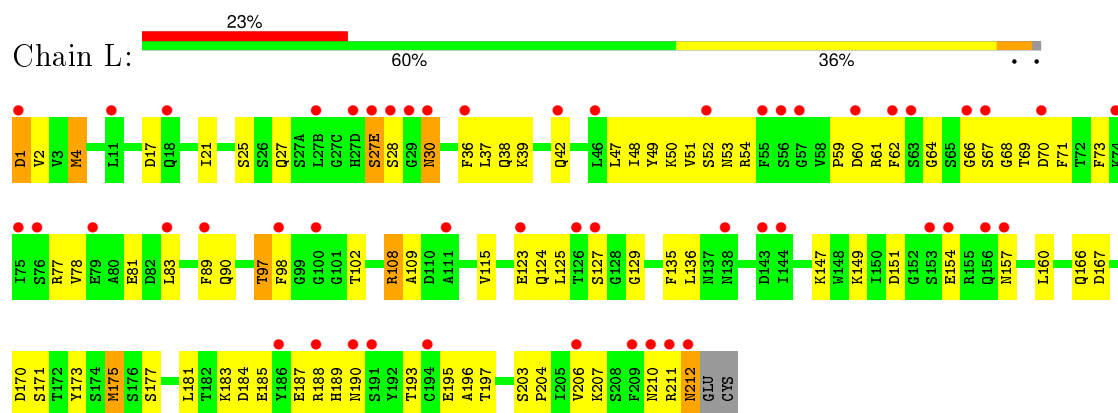 23%
Chain L:
60% 36% • •
D1 V2 V3 M4 L11 D17 Q18 I21 S25 S26 Q27 S27A L27B G27C H27D S27E S28 G29 N30 F36 L37 Q38 K39 Q42 L46 L47 I48 Y49 K50 V51 S52 N53 R54 F55 S56 G57 V58 P59 D60 R61 F62 S63 G64 S65 G66 S67 G68 T69 D70 F71 T72 F73 K74
I75 S76 R77 V78 E79 A80 E81 D82 L83 F89 Q90 T97 F98 G99 G100 G101 T102 R108 A109 D110 A111 V115 E123 Q124 L125 T126 S127 G128 G129 F135 L136 N137 N138 D143 I144 K147 W148 K149 I150 D151 G152 S153 E154 R155 Q156 N157 L160 Q166 D167
D170 S171 T172 Y173 S174 M175 S176 S177 L181 T182 K183 D184 E185 Y186 E187 R188 H189 N190 S191 Y192 T193 C194 E195 A196 T197 S203 P204 I205 V206 K207 S208 F209 N210 R211 N212 GLU CYS